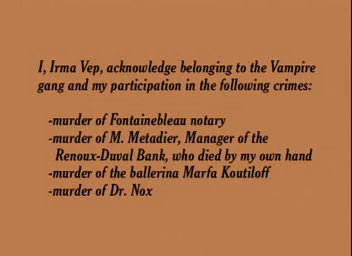 I, Irma Vep, acknowledge belonging to the Vampire
gang and my participation in the following crimes:
-murder of Fontainebleau notary
-murder of M. Metadier, Manager of the
Renoux-Duval Bank, who died by my own hand
-murder of the ballerina Marfa Koutiloff
-murder of Dr. Nox